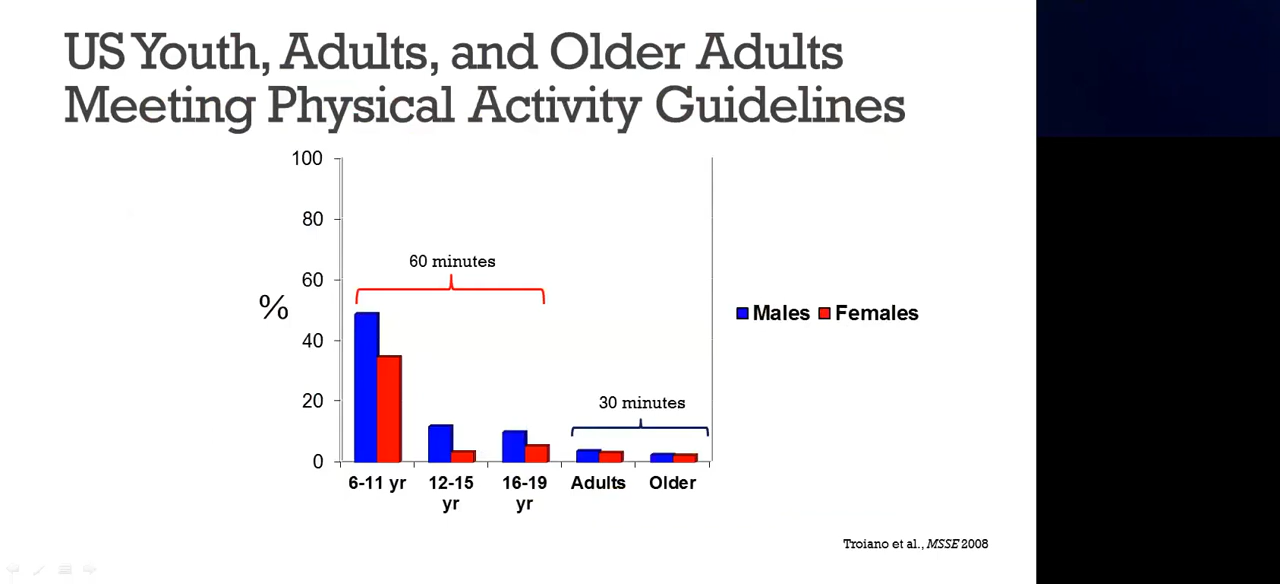 US Youth, Adults, and Older Adults
Meeting Physical Activity Guidelines
100
80
60
40
20
0
%
60 minutes
30 minutes
Males Females
6-11 yr
12-15
yr
16-19
yr
Adults
Older
Troiano et al., MSSE 2008